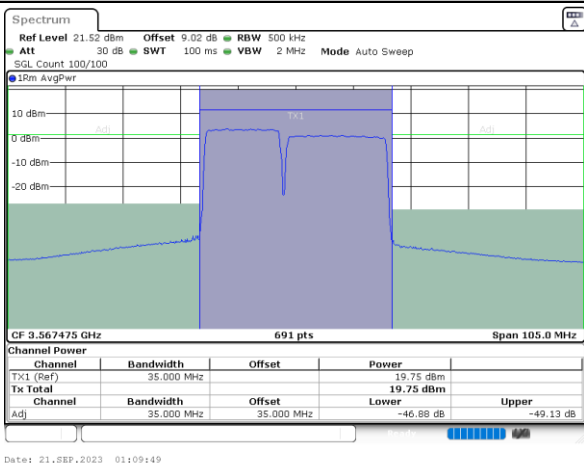 Spectrum
Ref Level 21.52 dBm Offset 9.02 dB RBW 500 kHz
Att 30 dB SWT 100 ms VBW 2 MHz Mode Auto Sweep
SGL Count 100/100
1Rm AvgPwr
TX1
10 dBm
Adj Adj
0 dBm
-10 dBm
-20 dBm
CF 3.567475 GHz 691 pts Span 105.0 MHz
Channel Power
Channel Bandwidth Offset Power
TX1 (Ref) 35.000 MHz 19.75 dBm
Tx Total 19.75 dBm
Channel Bandwidth Offset Lower Upper
Adj 35.000 MHz 35.000 MHz -46.88 dB -49.13 dB
Date: 21.SEP.2023 01:09:49